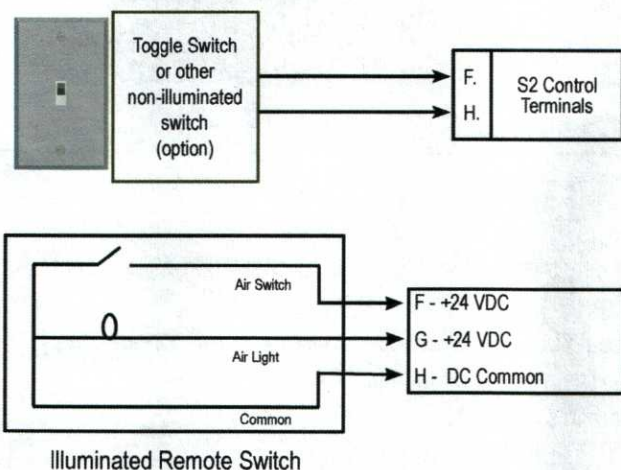 Toggle Switch
or other
non-illuminated
switch
(option)
F.
H.
S2 Control
Terminals
Air Switch
Air Light
Common
F - +24 VDC
G - +24 VDC
H - DC Common
Illuminated Remote Switch